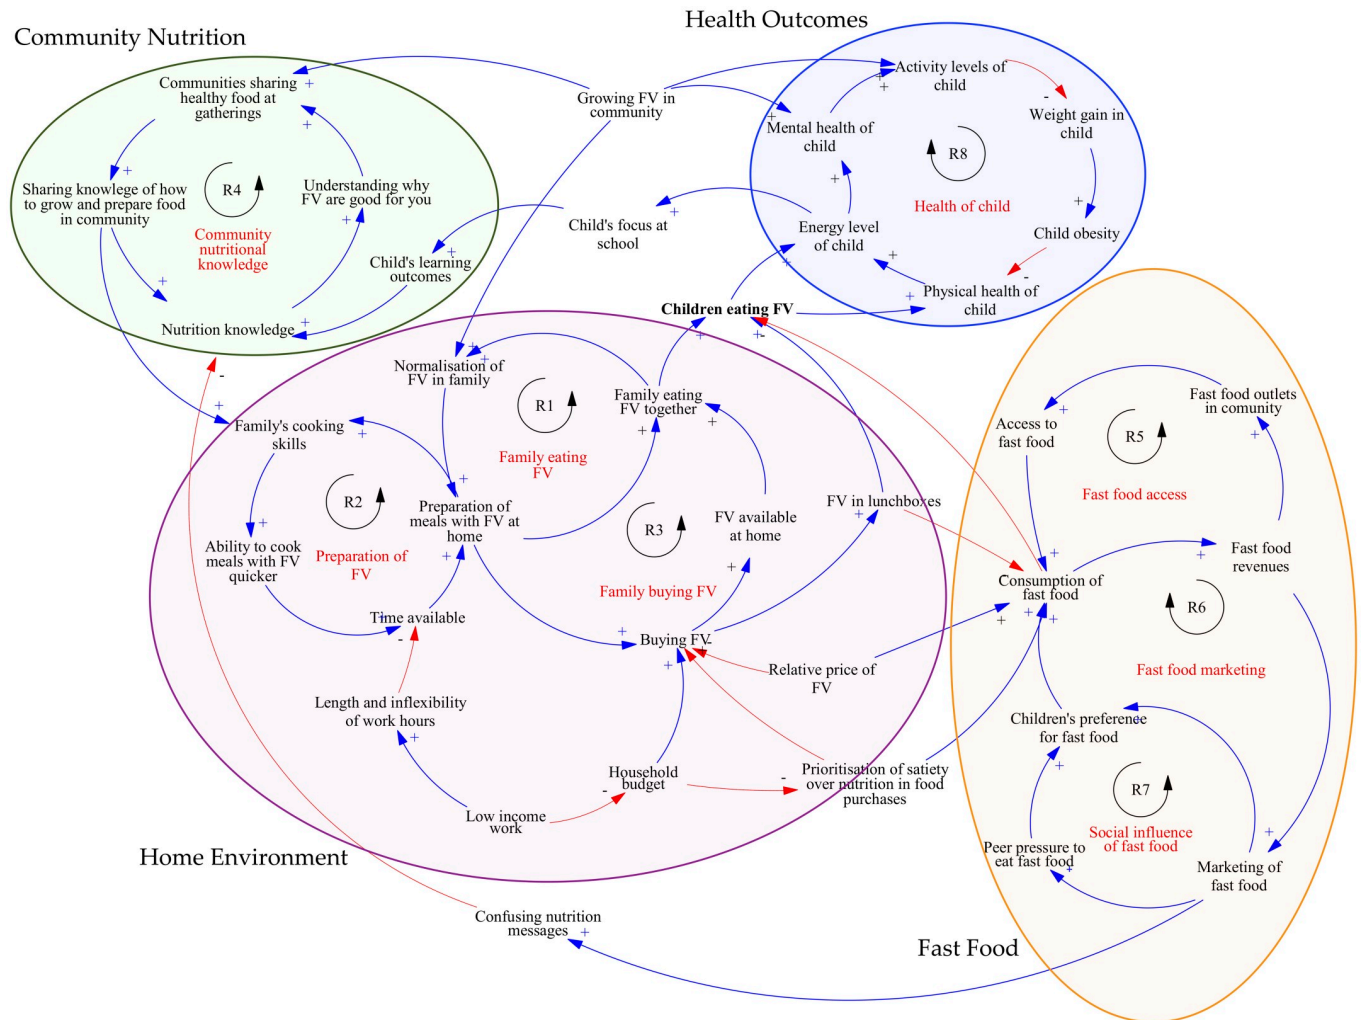 Health Outcomes
Community Nutrition
Communities sharing
healthy food at
gatherings
+
+
Sharing knowlege of how
to grow and prepare food
in community
+
+
R4
Community
nutritional
knowledge
Understanding why
FV are good for you
+
Nutrition knowledge
+
Child's learning
outcomes
+
Child's focus at
school
+
Growing FV in
community
Activity levels of
child
+
+
Mental health of
child
+
+
R8
Health of child
Weight gain in
child
-
Child obesity
+
Physical health of
child
-
+
Energy level
of child
+
+
Children eating FV
+
+
-
Normalisation of
FV in family
+
+
R1
Family eating
FV
Family eating
FV together
+
+
Family's cooking
skills
+
+
-
R2
Preparation of
FV
Preparation of
meals with FV at
home
+
+
Ability to cook
meals with FV
quicker
+
Time available
+
-
R3
Family buying FV
FV available
at home
+
FV in lunchboxes
+
Buying FV
+
+
-
+
Relative price of
FV
Length and inflexibility
of work hours
+
Household
budget
-
Low income
work
Prioritisation of satiety
over nutrition in food
purchases
-
Home Environment
Confusing nutrition
messages
+
Fast food outlets
in comunity
+
Access to
fast food
+
R5
Fast food access
Consumption of
fast food
+
-
+
+
+
Fast food
revenues
+
R6
Fast food marketing
Children's preference
for fast food
+
+
R7
Social influence
of fast food
Peer pressure to
eat fast food
+
Marketing of
fast food
+
Fast Food